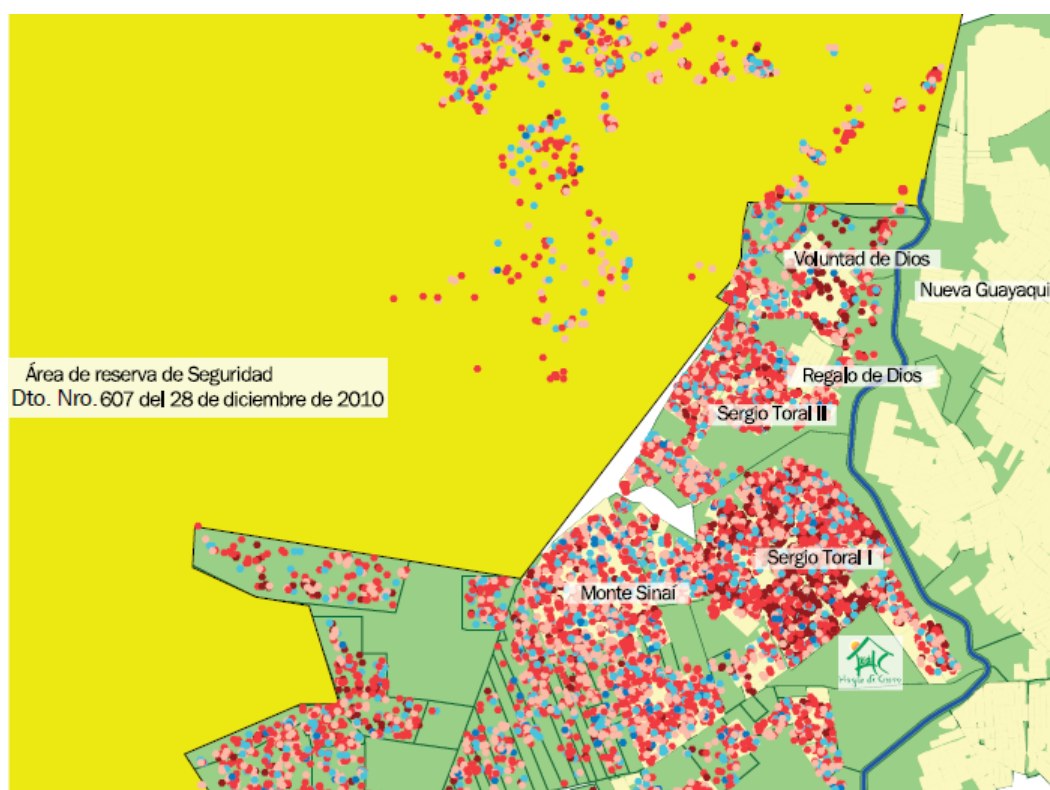 Voluntad de Dios
Nueva Guayaqui
Área de reserva de Seguridad
Dto. Nro. 607 del 28 de diciembre de 2010
Regalo de Dios
Sergio Toral II
Sergio Toral I
Monte Sinaí